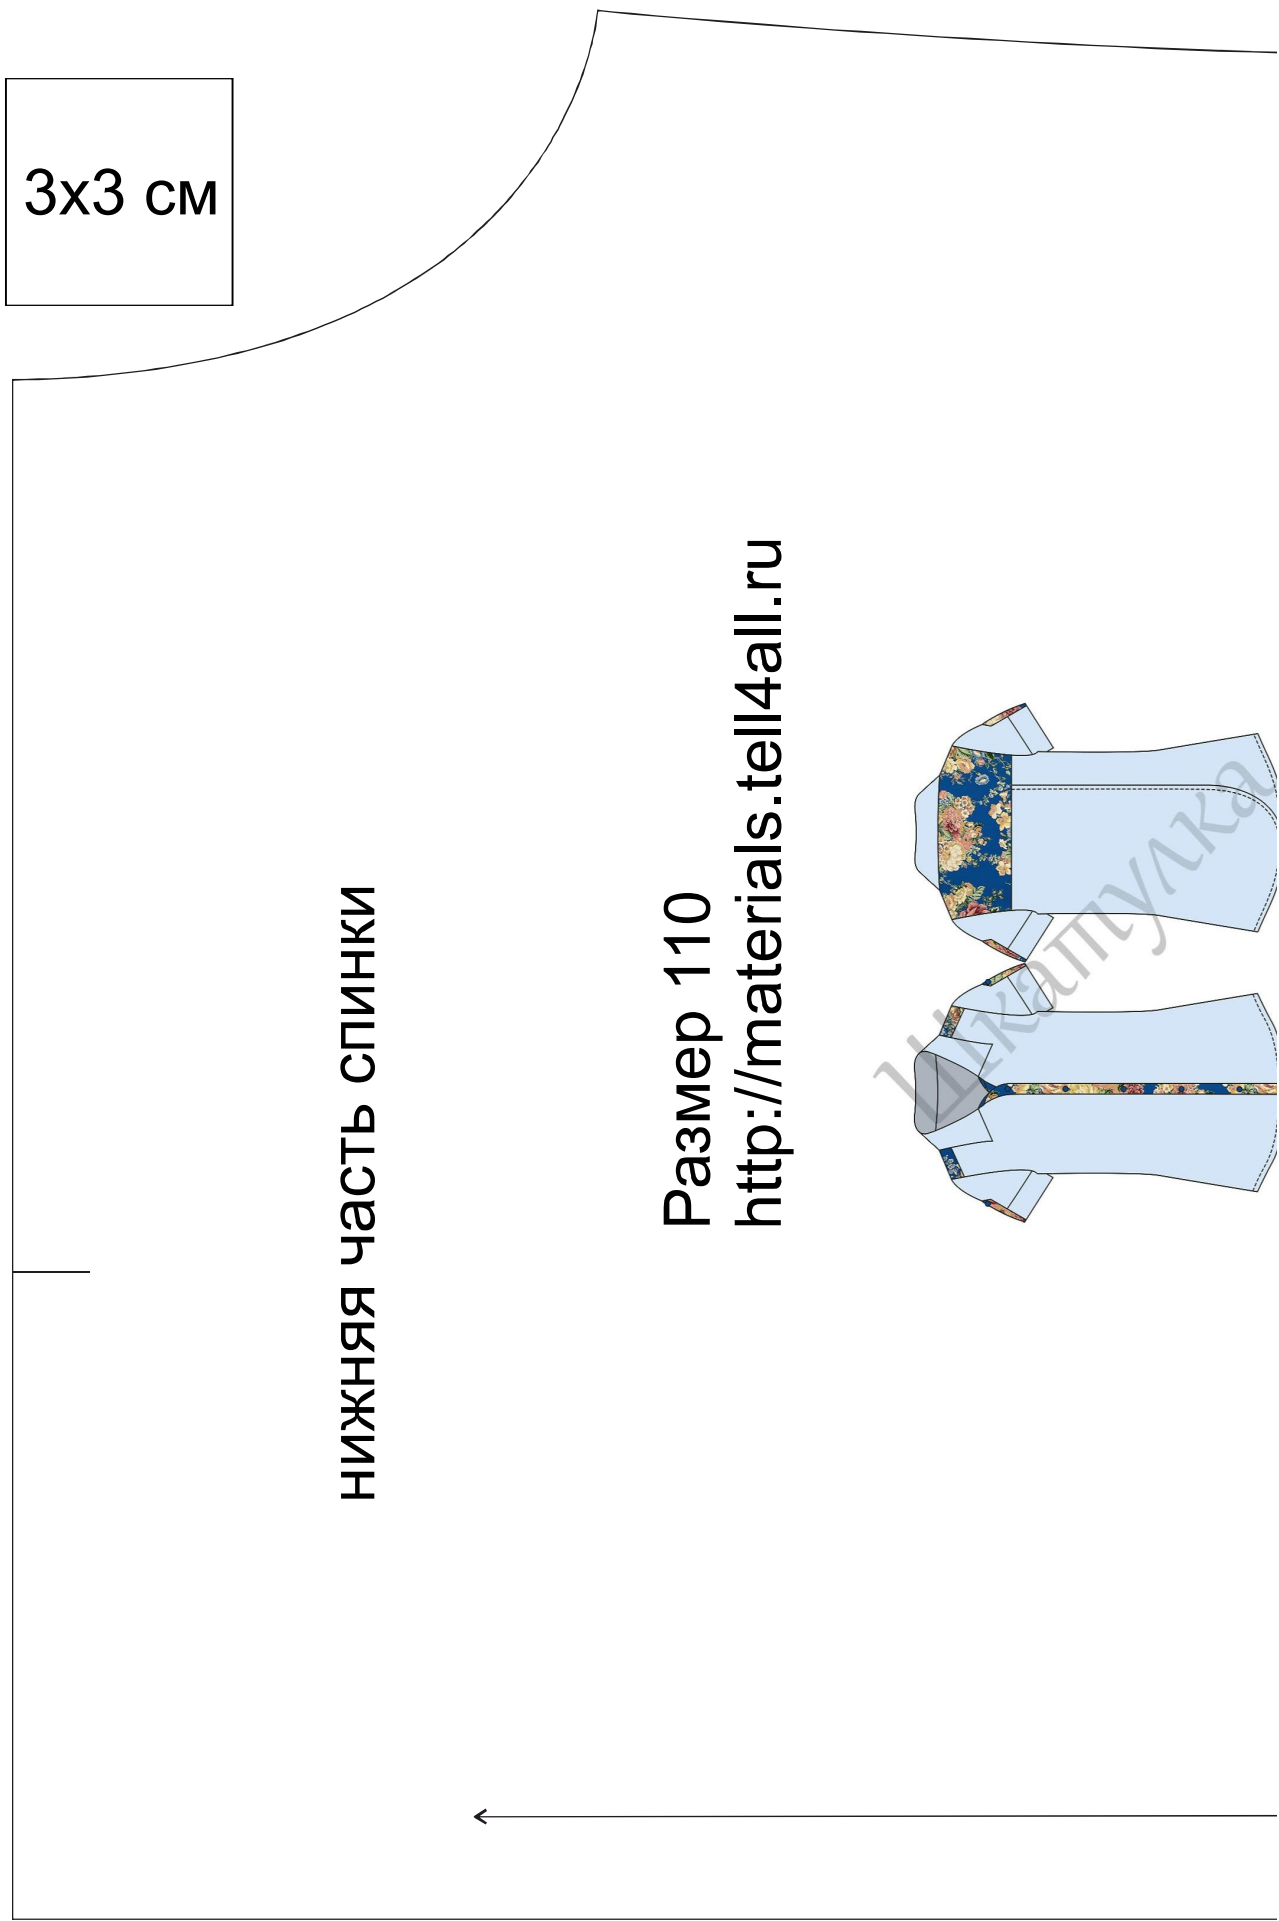 3х3 см
нижняя часть спинки
Размер 110
http://materials.tell4all.ru
Шкатулка